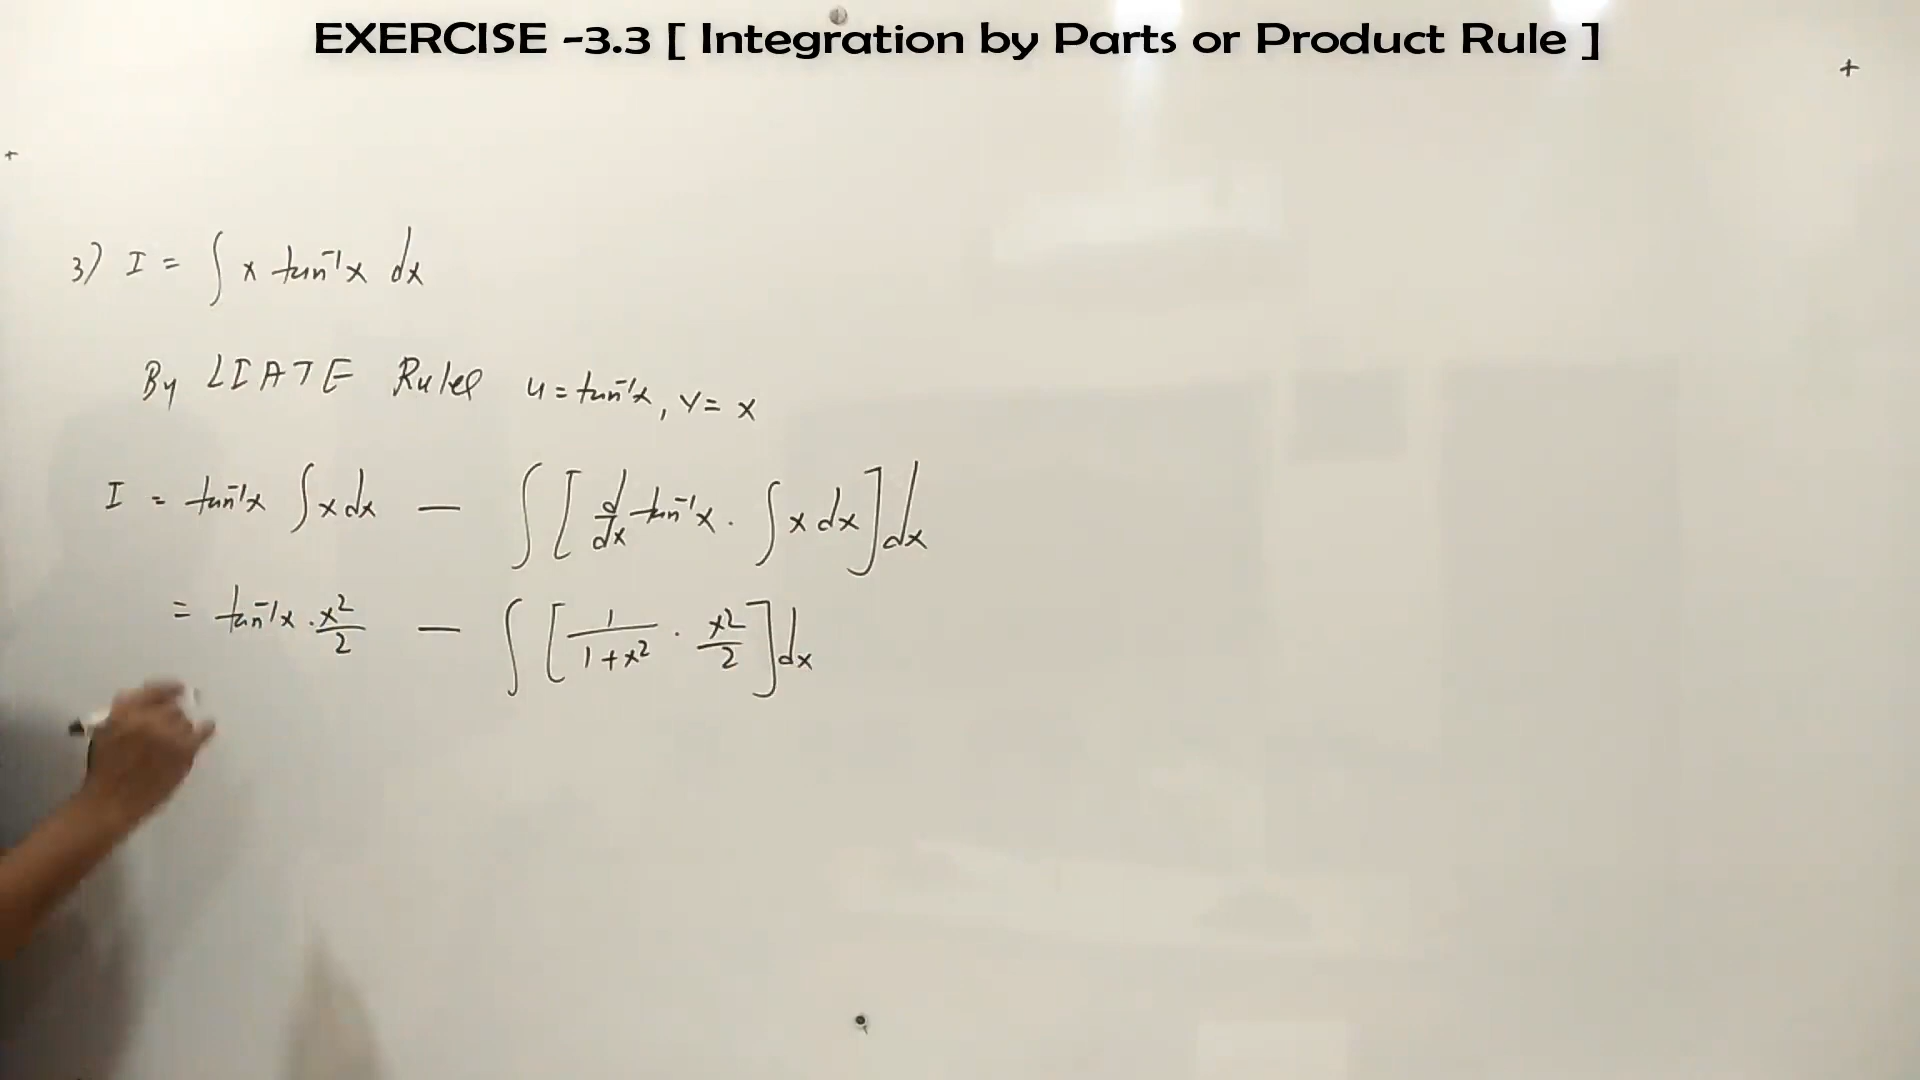 EXERCISE -3.3 [ Integration by Parts or Product Rule ]
3) I = ∫ x tan⁻¹x dx
By LIATE Rule u = tan⁻¹x, v = x
I = tan⁻¹x ∫x dx — ∫[d/dx tan⁻¹x . ∫x dx]dx
= tan⁻¹x . x²/2 — ∫[1/1+x² . x²/2]dx